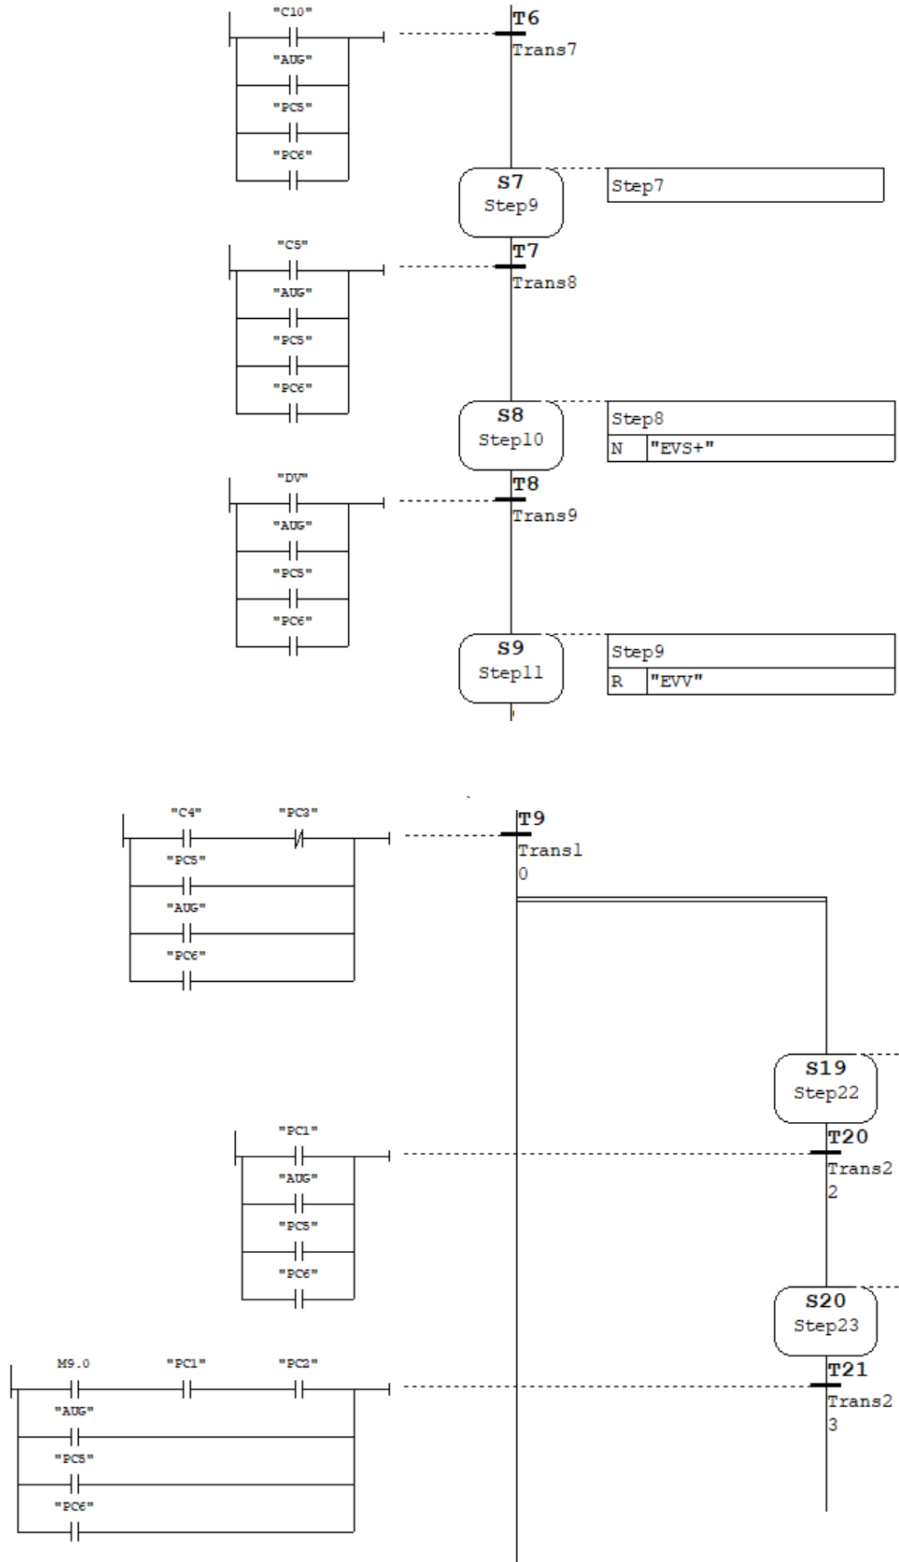 "C10"
T6
Trans7
"AUG"
"PC5"
"PC6"
S7
Step9
Step7
"C5"
T7
Trans8
"AUG"
"PC5"
"PC6"
S8
Step10
Step8
N "EVS+"
"DV"
T8
Trans9
"AUG"
"PC5"
"PC6"
S9
Step11
Step9
R "EVV"
"C4" "PC3"
T9
Trans1
0
"PC5"
"AUG"
"PC6"
S19
Step22
"PC1"
T20
Trans2
2
"AUG"
"PC5"
"PC6"
S20
Step23
M9.0 "PC1" "PC2"
T21
Trans2
3
"AUG"
"PC5"
"PC6"